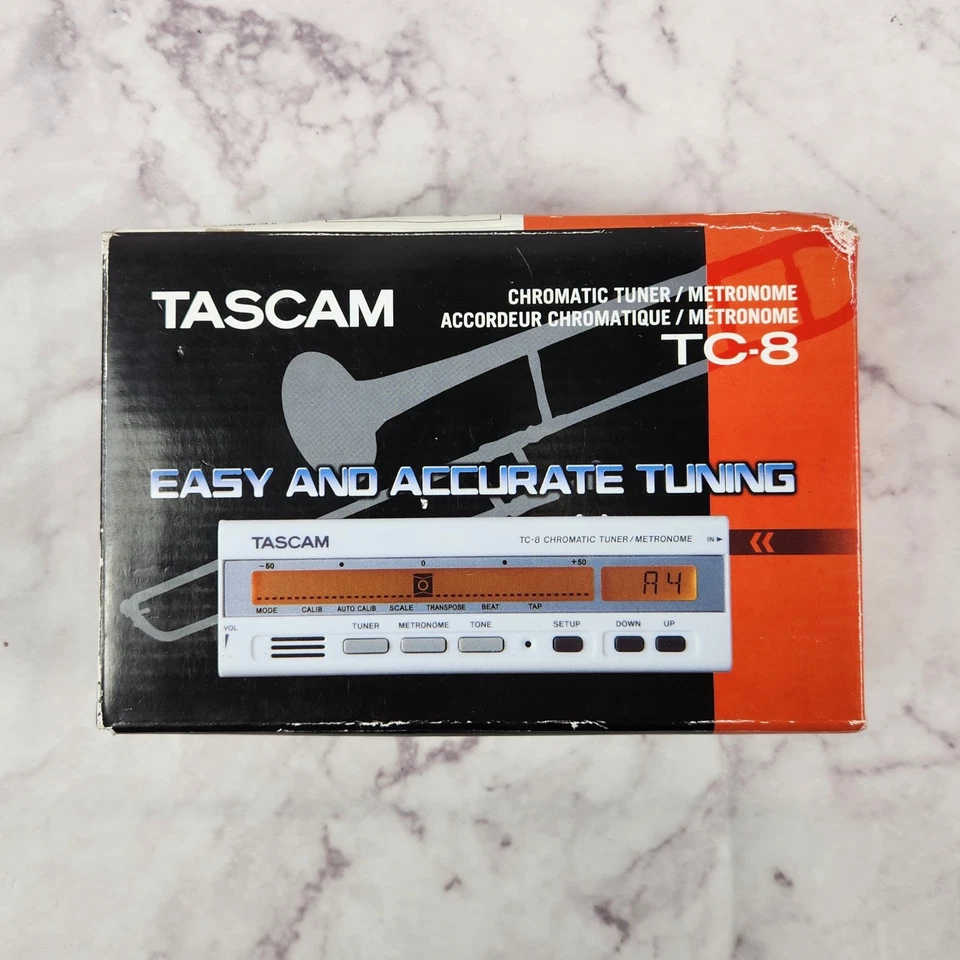 TASCAM
CHROMATIC TUNER / METRONOME
ACCORDEUR CHROMATIQUE / MÉTRONOME
TC-8
EASY AND ACCURATE TUNING
TASCAM
TC-8 CHROMATIC TUNER/METRONOME
IN ►
-50 • 0 • +50
A4
MODE CALIB AUTO CALIB SCALE TRANSPOSE BEAT TAP
VOL
TUNER METRONOME TONE SETUP DOWN UP